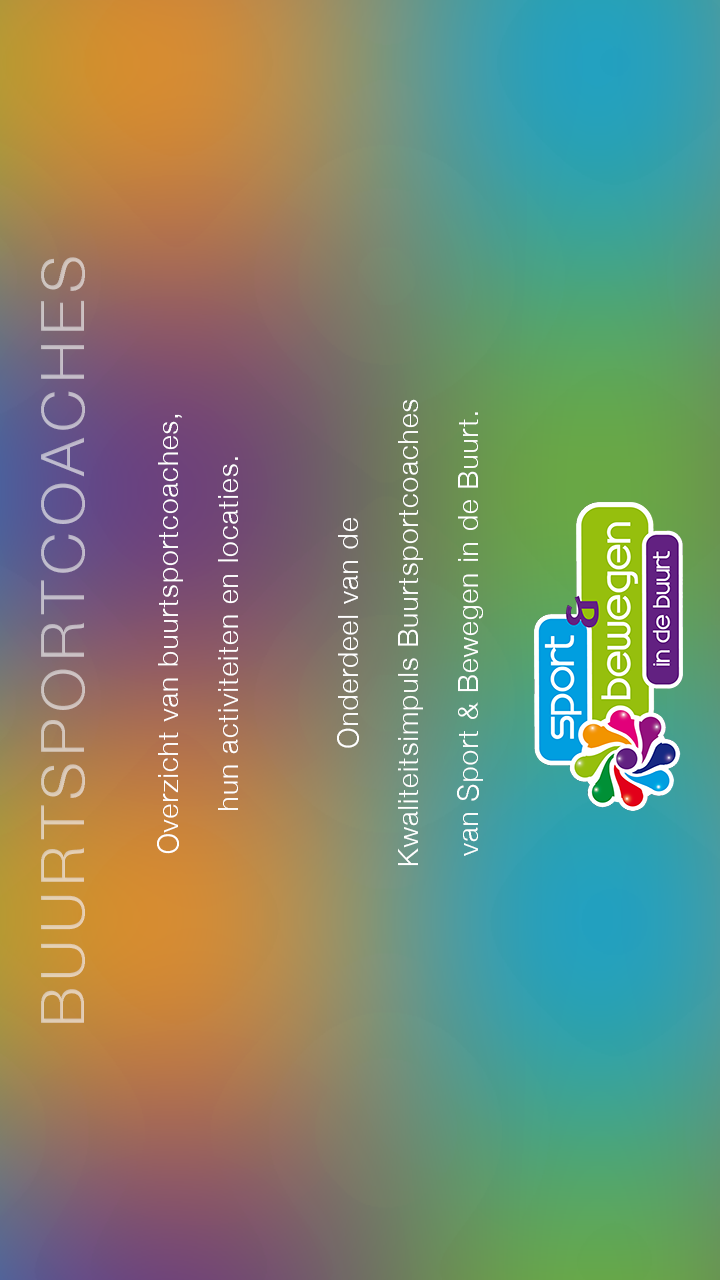 BUURTSPORTCOACHES
Overzicht van buurtsportcoaches,
hun activiteiten en locaties.
Onderdeel van de
Kwaliteitsimpuls Buurtsportcoaches
van Sport & Bewegen in de Buurt.
sport &
bewegen
in de buurt